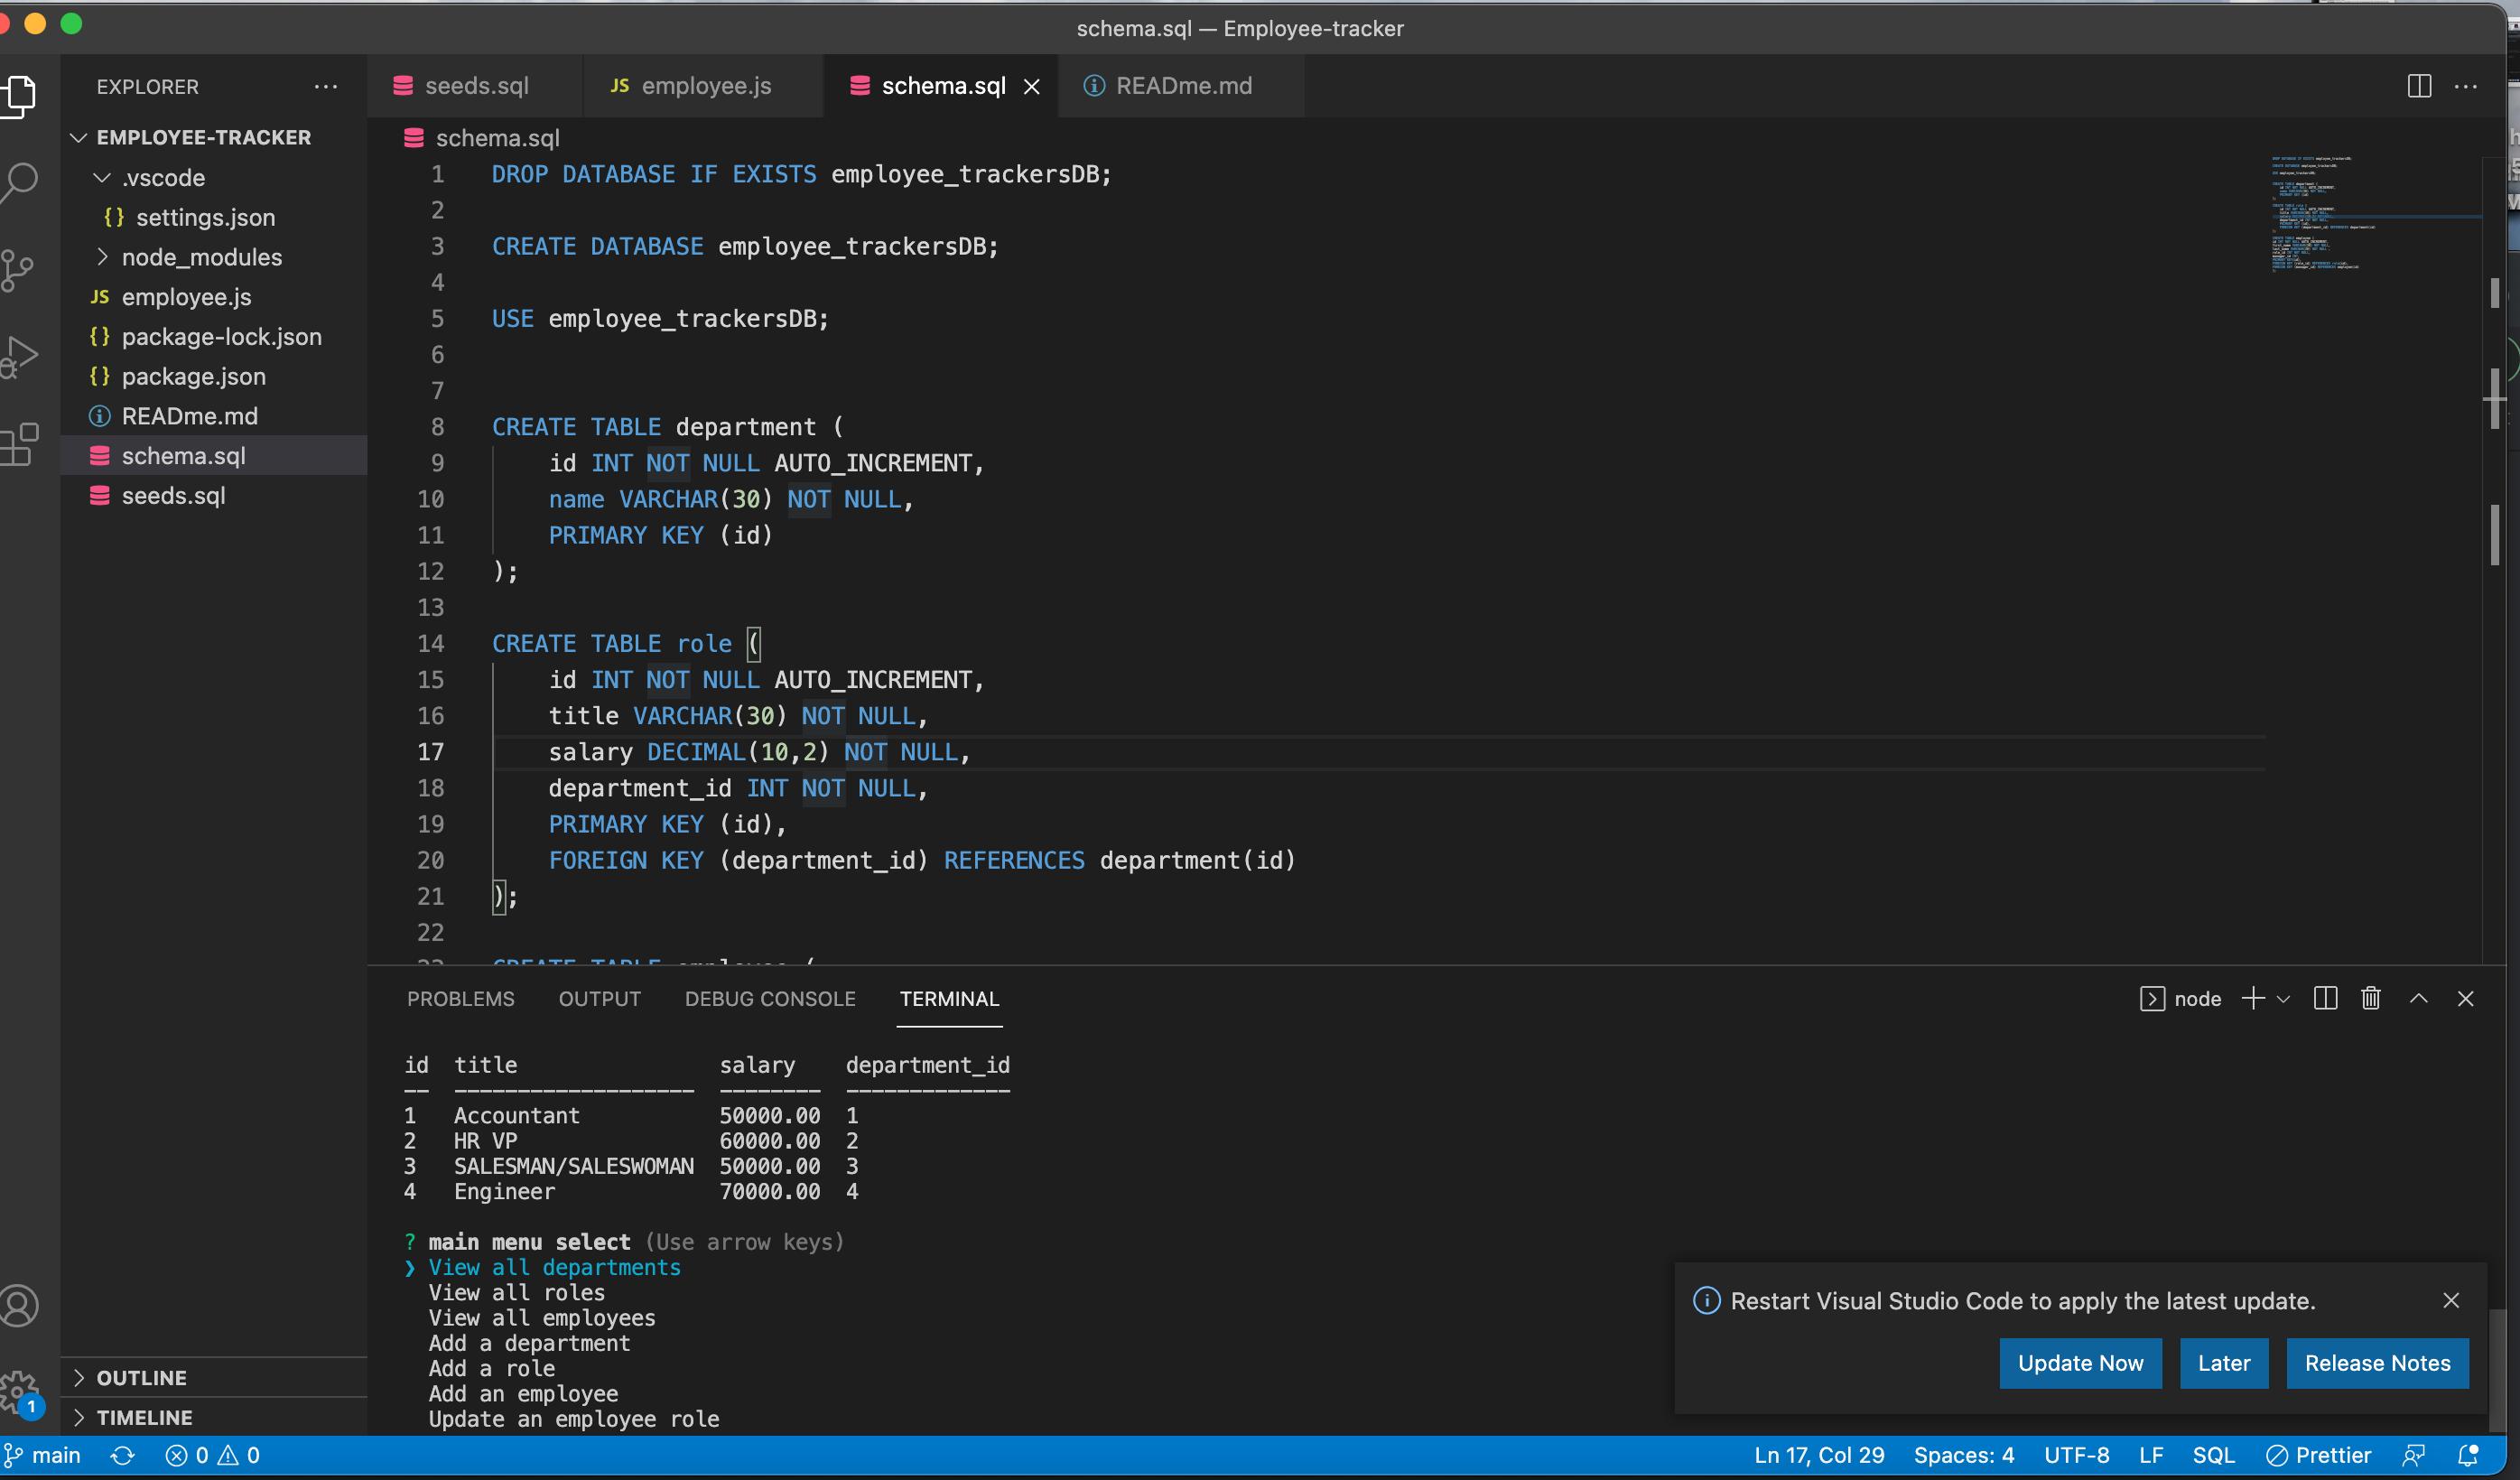 schema.sql — Employee-tracker
EXPLORER
seeds.sql
JS employee.js
schema.sql
READme.md
EMPLOYEE-TRACKER
.vscode
{} settings.json
node_modules
JS employee.js
{} package-lock.json
{} package.json
READme.md
schema.sql
seeds.sql
OUTLINE
TIMELINE
schema.sql
1 DROP DATABASE IF EXISTS employee_trackersDB;
2
3 CREATE DATABASE employee_trackersDB;
4
5 USE employee_trackersDB;
6
7
8 CREATE TABLE department (
9 id INT NOT NULL AUTO_INCREMENT,
10 name VARCHAR(30) NOT NULL,
11 PRIMARY KEY (id)
12 );
13
14 CREATE TABLE role (
15 id INT NOT NULL AUTO_INCREMENT,
16 title VARCHAR(30) NOT NULL,
17 salary DECIMAL(10,2) NOT NULL,
18 department_id INT NOT NULL,
19 PRIMARY KEY (id),
20 FOREIGN KEY (department_id) REFERENCES department(id)
21 );
22
23 CREATE TABLE employee (
PROBLEMS OUTPUT DEBUG CONSOLE TERMINAL
node
id title salary department_id
-- ------------------- -------- -------------
1 Accountant 50000.00 1
2 HR VP 60000.00 2
3 SALESMAN/SALESWOMAN 50000.00 3
4 Engineer 70000.00 4
? main menu select (Use arrow keys)
❯ View all departments
View all roles
View all employees
Add a department
Add a role
Add an employee
Update an employee role
Restart Visual Studio Code to apply the latest update.
Update Now
Later
Release Notes
1
main
0 0
Ln 17, Col 29
Spaces: 4
UTF-8
LF
SQL
Prettier